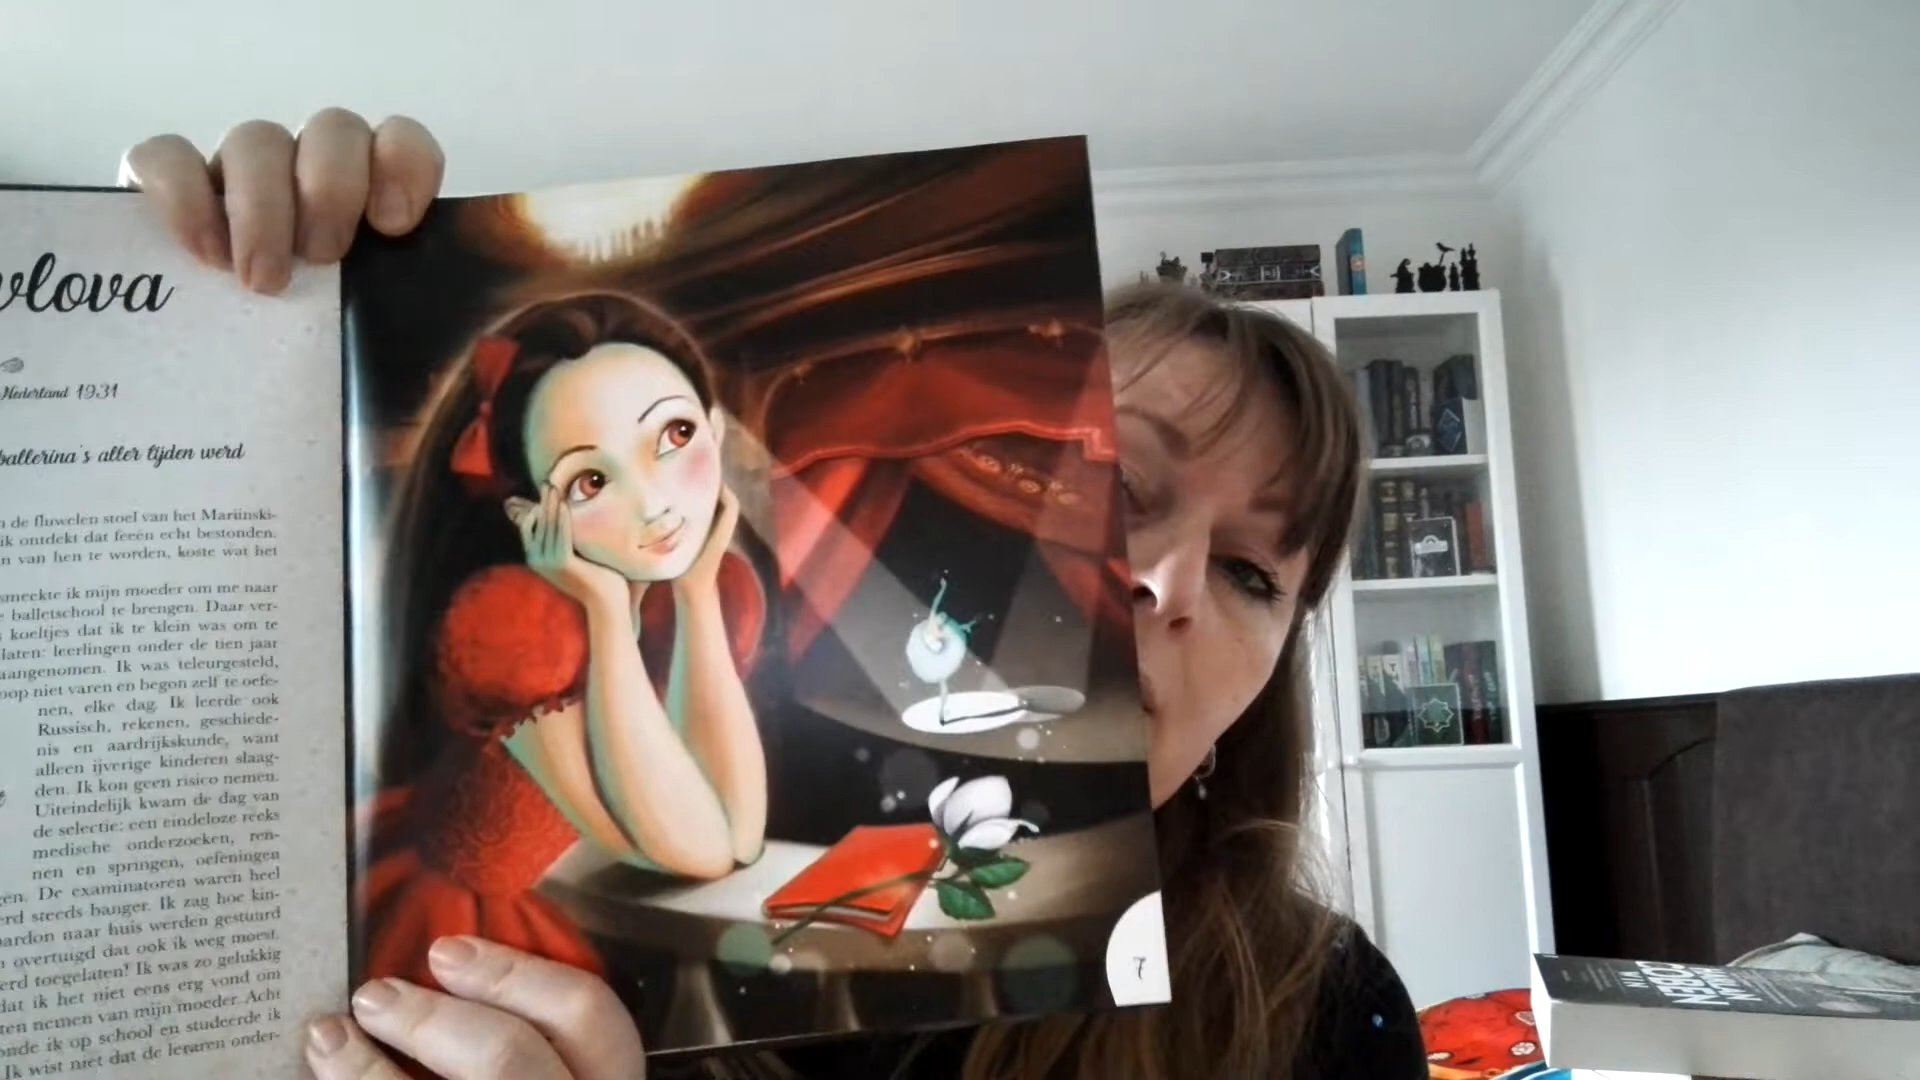 vlova
Nederland 1931
ballerina's aller tijden werd
de fluwelen stoel van het Mariinski-
ik ontdekt dat feeën echt bestonden.
van hen te worden, koste wat het
smeekte ik mijn moeder om me naar
balletschool te brengen. Daar ver-
koeltjes dat ik te klein was om te
laten: leerlingen onder de tien jaar
aangenomen. Ik was teleurgesteld,
oop niet varen en begon zelf te oefe-
nen, elke dag. Ik leerde ook
Russisch, rekenen, geschiede-
nis en aardrijkskunde, want
alleen ijverige kinderen slaag-
den. Ik kon geen risico nemen.
Uiteindelijk kwam de dag van
de selectie: een eindeloze reeks
medische onderzoeken, ren-
nen en springen, oefeningen
gen. De examinatoren waren heel
erd steeds banger. Ik zag hoe kin-
pardon naar huis werden gestuurd
overtuigd dat ook ik weg moest.
erd toegelaten! Ik was zo gelukkig
dat ik het niet eens erg vond om
ten nemen van mijn moeder. Acht
onde ik op school en studeerde ik
Ik wist niet dat de leraren onder-
7
HARLAN
COBEN
WIN